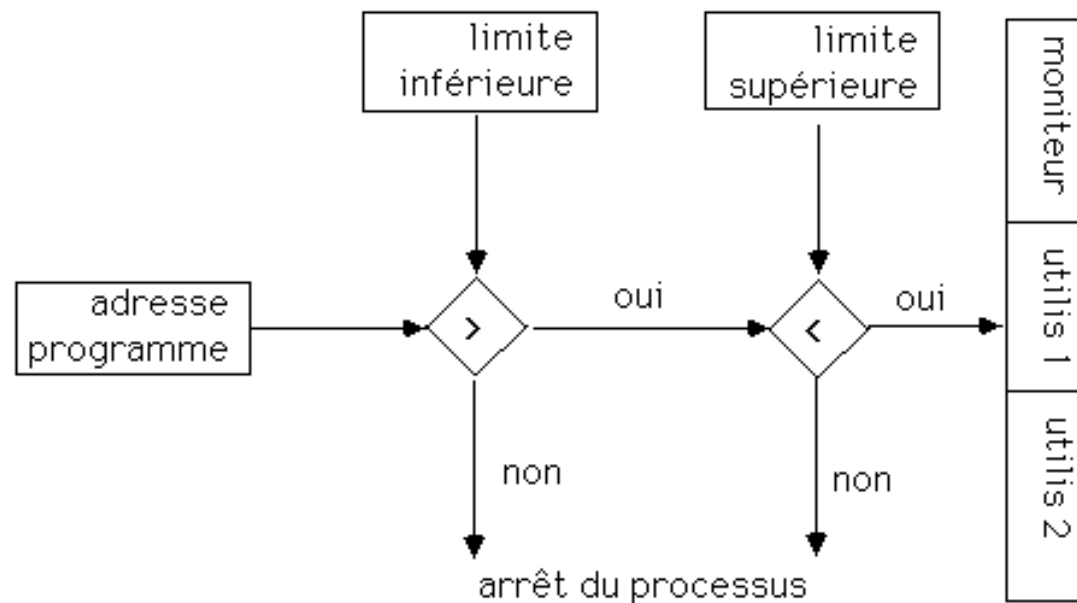 limite
inférieure
limite
supérieure
moniteur
adresse
programme
>
oui
<
oui
utilis 1
non
non
utilis 2
arrêt du processus